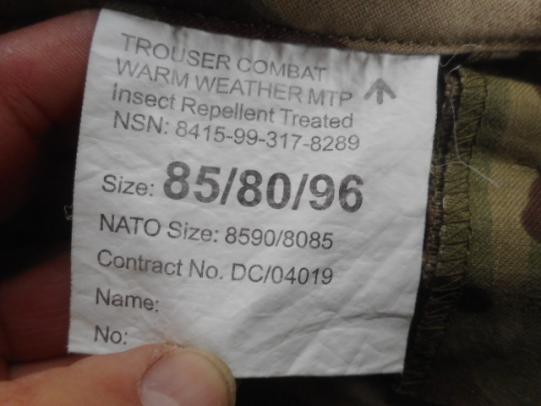 TROUSER COMBAT
WARM WEATHER MTP
Insect Repellent Treated
NSN: 8415-99-317-8289
Size: 85/80/96
NATO Size: 8590/8085
Contract No. DC/04019
Name:
No: